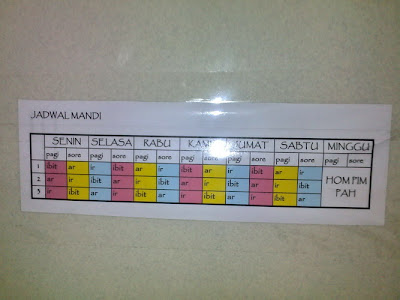 JADWAL MANDI
SENIN SELASA RABU SABTU MINGGU
pagi sore pagi sore pagi sore pagi sore pagi sore pagi sore pagi sore
1 ibit ar ir ibit ar ir ibit ar ir ibit ar ir
2 ar ir ibit ar ir ibit ar ir ibit ar ir ibit
3 ir ibit ar ir ibit ar ir ibit ar ir ibit ar
HOM PIM
PAH